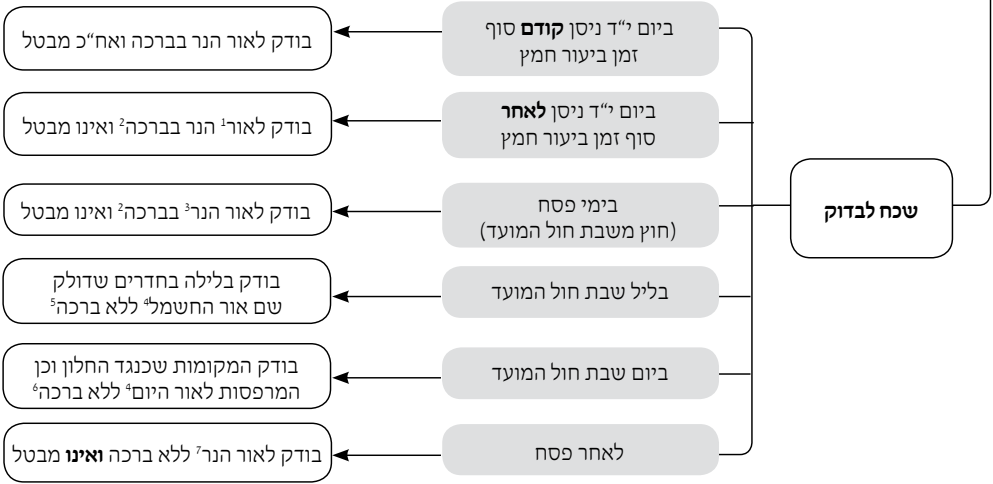 שכח לבדוק
ביום י"ד ניסן קודם סוף
זמן ביעור חמץ
בודק לאור הנר בברכה ואח"כ מבטל
ביום י"ד ניסן לאחר
סוף זמן ביעור חמץ
בודק לאור¹ הנר בברכה² ואינו מבטל
בימי פסח
(חוץ משבת חול המועד)
בודק לאור הנר³ בברכה² ואינו מבטל
בליל שבת חול המועד
בודק בלילה בחדרים שדולק
שם אור החשמל⁴ ללא ברכה⁵
ביום שבת חול המועד
בודק המקומות שכנגד החלון וכן
המרפסות לאור היום⁴ ללא ברכה⁶
לאחר פסח
בודק לאור הנר⁷ ללא ברכה ואינו מבטל